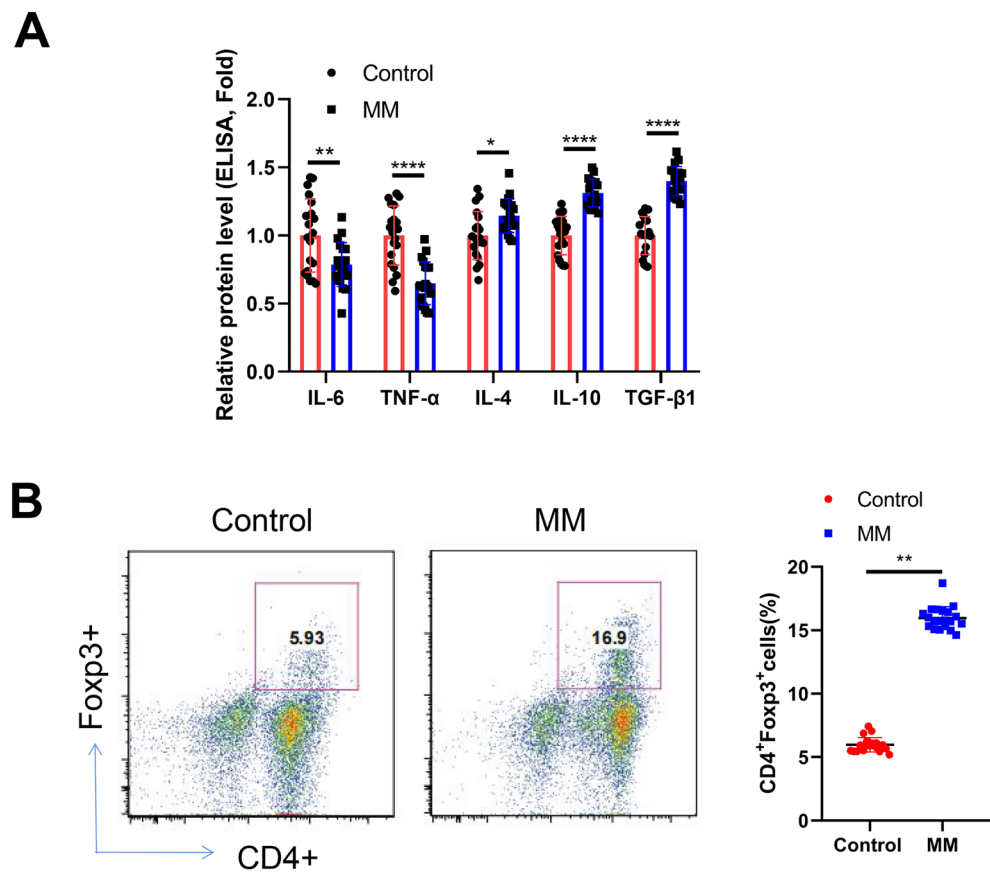 A
Relative protein level (ELISA, Fold)
Control
MM
2.0
1.5
1.0
0.5
0.0
** **** * **** ****
IL-6 TNF-α IL-4 IL-10 TGF-β1
B
Control MM
5.93 16.9
Foxp3+
CD4+
Control
MM
**
CD4+Foxp3+cells(%)
20
15
10
5
0
Control MM